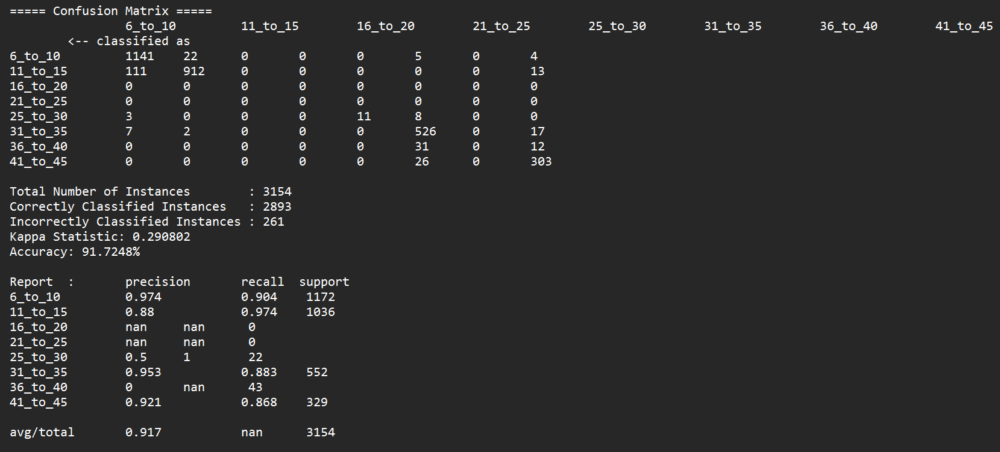 ===== Confusion Matrix =====
6_to_10 11_to_15 16_to_20 21_to_25 25_to_30 31_to_35 36_to_40 41_to_45
<-- classified as
6_to_10 1141 22 0 0 0 5 0 4
11_to_15 111 912 0 0 0 0 0 13
16_to_20 0 0 0 0 0 0 0 0
21_to_25 0 0 0 0 0 0 0 0
25_to_30 3 0 0 0 11 8 0 0
31_to_35 7 2 0 0 0 526 0 17
36_to_40 0 0 0 0 0 31 0 12
41_to_45 0 0 0 0 0 26 0 303
Total Number of Instances : 3154
Correctly Classified Instances : 2893
Incorrectly Classified Instances : 261
Kappa Statistic: 0.290802
Accuracy: 91.7248%
Report : precision recall support
6_to_10 0.974 0.904 1172
11_to_15 0.88 0.974 1036
16_to_20 nan nan 0
21_to_25 nan nan 0
25_to_30 0.5 1 22
31_to_35 0.953 0.883 552
36_to_40 0 nan 43
41_to_45 0.921 0.868 329
avg/total 0.917 nan 3154